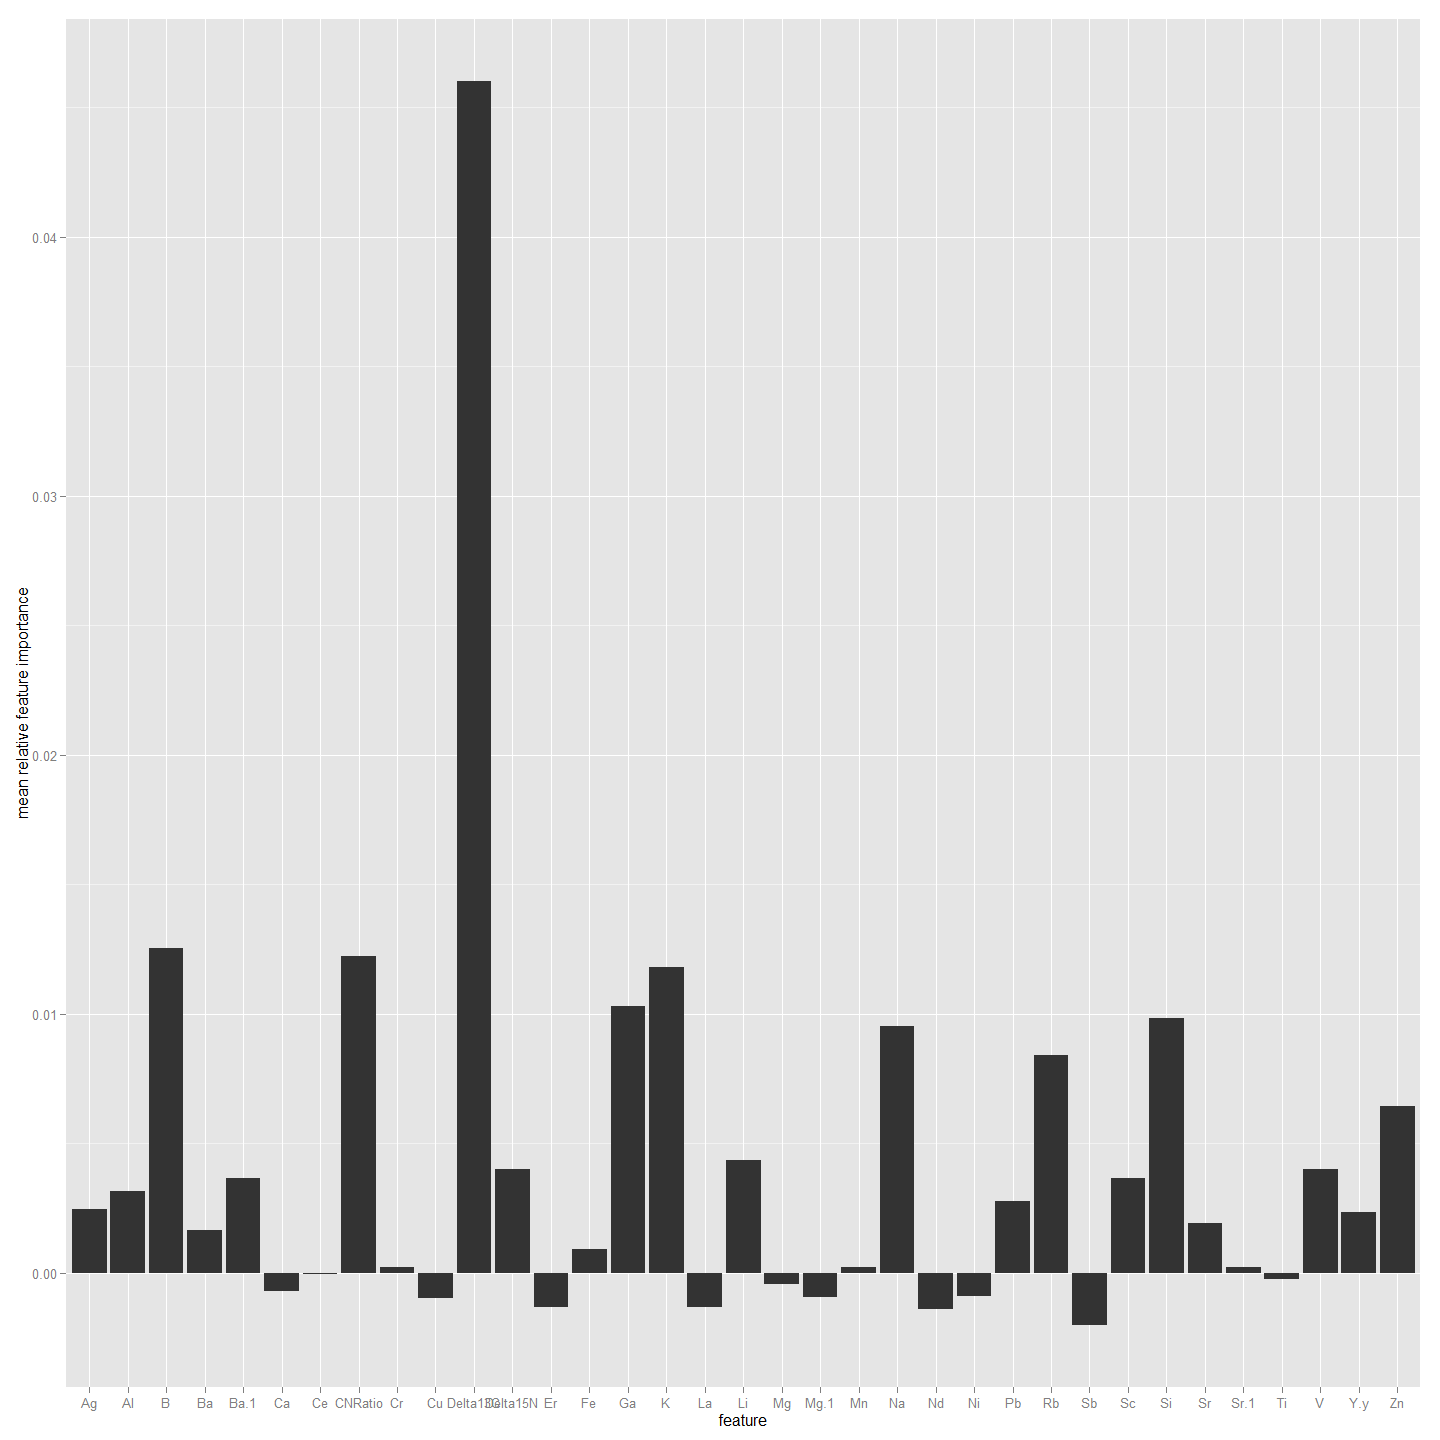 mean relative feature importance
0.04
0.03
0.02
0.01
0.00
Ag Al B Ba Ba.1 Ca Ce CNRatio Cr Cu Delta13C Delta15N Er Fe Ga K La Li Mg Mg.1 Mn Na Nd Ni Pb Rb Sb Sc Si Sr Sr.1 Ti V Y.y Zn
feature